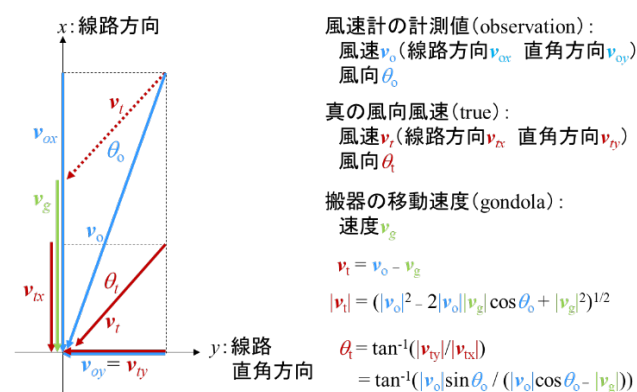 x:線路方向
v_t
v_ox
θ_o
v_g
v_o
v_tx
θ_t
v_t
y:線路
直角方向
v_oy = v_ty
風速計の計測値(observation):
風速v_o(線路方向v_ox 直角方向v_oy)
風向θ_o
真の風向風速(true):
風速v_t(線路方向v_tx 直角方向v_ty)
風向θ_t
搬器の移動速度(gondola):
速度v_g
v_t = v_o − v_g
|v_t| = (|v_o|² − 2|v_o||v_g| cosθ_o + |v_g|²)^1/2
θ_t = tan⁻¹(|v_ty|/|v_tx|)
= tan⁻¹(|v_o|sinθ_o / (|v_o|cosθ_o − |v_g|))